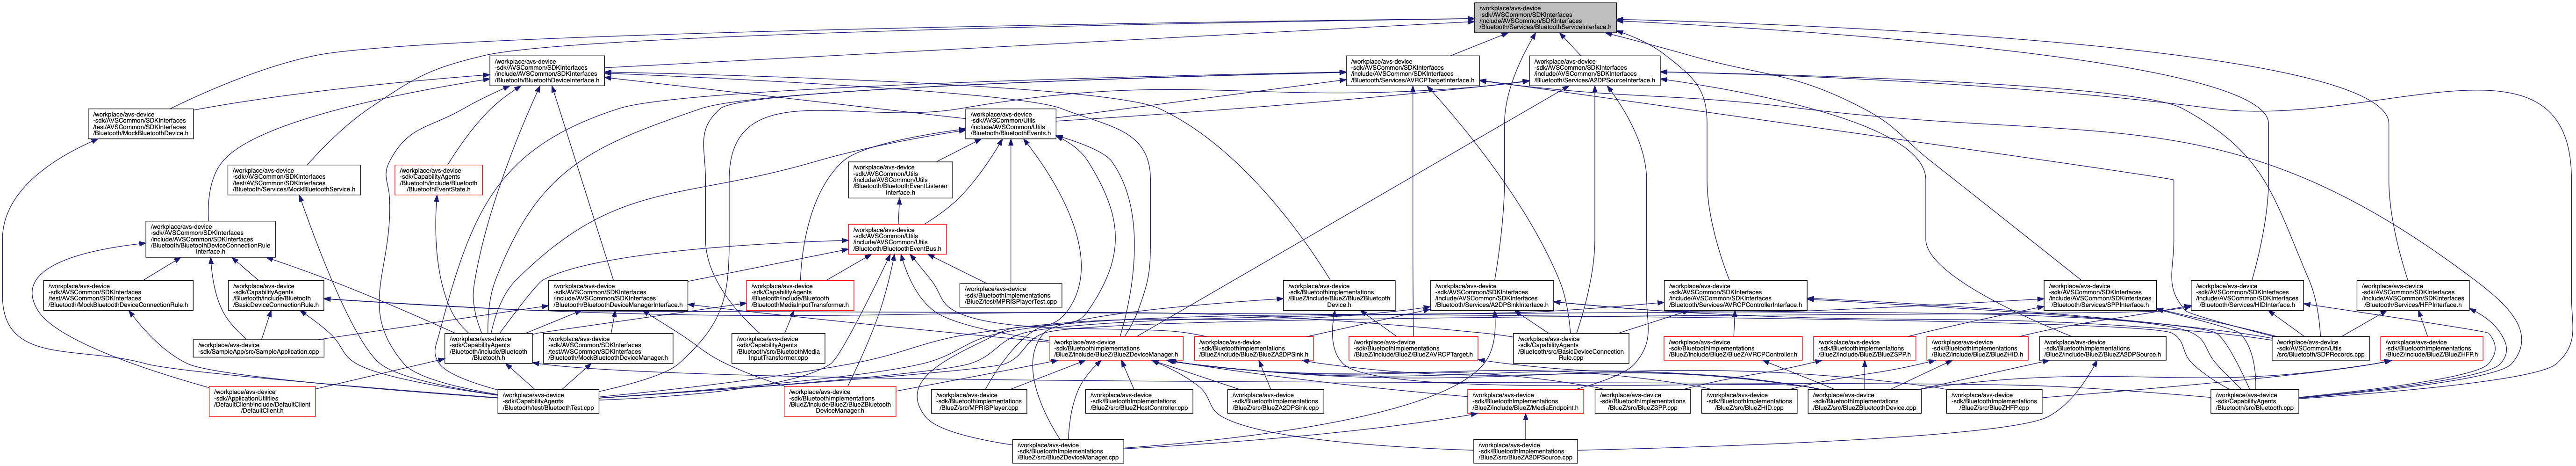 /workplace/avs-device
-sdk/AVSCommon/SDKInterfaces
/include/AVSCommon/SDKInterfaces
/Bluetooth/Services/BluetoothServiceInterface.h
/workplace/avs-device
-sdk/AVSCommon/SDKInterfaces
/include/AVSCommon/SDKInterfaces
/Bluetooth/BluetoothDeviceInterface.h
/workplace/avs-device
-sdk/AVSCommon/SDKInterfaces
/include/AVSCommon/SDKInterfaces
/Bluetooth/Services/AVRCPTargetInterface.h
/workplace/avs-device
-sdk/AVSCommon/SDKInterfaces
/include/AVSCommon/SDKInterfaces
/Bluetooth/Services/A2DPSourceInterface.h
/workplace/avs-device
-sdk/AVSCommon/SDKInterfaces
/test/AVSCommon/SDKInterfaces
/Bluetooth/MockBluetoothDevice.h
/workplace/avs-device
-sdk/AVSCommon/Utils
/include/AVSCommon/Utils
/Bluetooth/BluetoothEvents.h
/workplace/avs-device
-sdk/AVSCommon/SDKInterfaces
/test/AVSCommon/SDKInterfaces
/Bluetooth/Services/MockBluetoothService.h
/workplace/avs-device
-sdk/CapabilityAgents
/Bluetooth/include/Bluetooth
/BluetoothEventState.h
/workplace/avs-device
-sdk/AVSCommon/Utils
/include/AVSCommon/Utils
/Bluetooth/BluetoothEventListener
Interface.h
/workplace/avs-device
-sdk/AVSCommon/SDKInterfaces
/include/AVSCommon/SDKInterfaces
/Bluetooth/BluetoothDeviceConnectionRule
Interface.h
/workplace/avs-device
-sdk/AVSCommon/Utils
/include/AVSCommon/Utils
/Bluetooth/BluetoothEventBus.h
/workplace/avs-device
-sdk/AVSCommon/SDKInterfaces
/test/AVSCommon/SDKInterfaces
/Bluetooth/MockBluetoothDeviceConnectionRule.h
/workplace/avs-device
-sdk/CapabilityAgents
/Bluetooth/include/Bluetooth
/BasicDeviceConnectionRule.h
/workplace/avs-device
-sdk/AVSCommon/SDKInterfaces
/include/AVSCommon/SDKInterfaces
/Bluetooth/BluetoothDeviceManagerInterface.h
/workplace/avs-device
-sdk/CapabilityAgents
/Bluetooth/include/Bluetooth
/BluetoothMediaInputTransformer.h
/workplace/avs-device
-sdk/BluetoothImplementations
/BlueZ/test/MPRISPlayerTest.cpp
/workplace/avs-device
-sdk/BluetoothImplementations
/BlueZ/include/BlueZ/BlueZBluetooth
Device.h
/workplace/avs-device
-sdk/AVSCommon/SDKInterfaces
/include/AVSCommon/SDKInterfaces
/Bluetooth/Services/A2DPSinkInterface.h
/workplace/avs-device
-sdk/AVSCommon/SDKInterfaces
/include/AVSCommon/SDKInterfaces
/Bluetooth/Services/AVRCPControllerInterface.h
/workplace/avs-device
-sdk/AVSCommon/SDKInterfaces
/include/AVSCommon/SDKInterfaces
/Bluetooth/Services/SPPInterface.h
/workplace/avs-device
-sdk/AVSCommon/SDKInterfaces
/include/AVSCommon/SDKInterfaces
/Bluetooth/Services/HIDInterface.h
/workplace/avs-device
-sdk/AVSCommon/SDKInterfaces
/include/AVSCommon/SDKInterfaces
/Bluetooth/Services/HFPInterface.h
/workplace/avs-device
-sdk/SampleApp/src/SampleApplication.cpp
/workplace/avs-device
-sdk/CapabilityAgents
/Bluetooth/include/Bluetooth
/Bluetooth.h
/workplace/avs-device
-sdk/AVSCommon/SDKInterfaces
/test/AVSCommon/SDKInterfaces
/Bluetooth/MockBluetoothDeviceManager.h
/workplace/avs-device
-sdk/CapabilityAgents
/Bluetooth/src/BluetoothMedia
InputTransformer.cpp
/workplace/avs-device
-sdk/BluetoothImplementations
/BlueZ/include/BlueZ/BlueZDeviceManager.h
/workplace/avs-device
-sdk/BluetoothImplementations
/BlueZ/include/BlueZ/BlueZA2DPSink.h
/workplace/avs-device
-sdk/BluetoothImplementations
/BlueZ/include/BlueZ/BlueZAVRCPTarget.h
/workplace/avs-device
-sdk/CapabilityAgents
/Bluetooth/src/BasicDeviceConnection
Rule.cpp
/workplace/avs-device
-sdk/BluetoothImplementations
/BlueZ/include/BlueZ/BlueZAVRCPController.h
/workplace/avs-device
-sdk/BluetoothImplementations
/BlueZ/include/BlueZ/BlueZSPP.h
/workplace/avs-device
-sdk/BluetoothImplementations
/BlueZ/include/BlueZ/BlueZHID.h
/workplace/avs-device
-sdk/BluetoothImplementations
/BlueZ/include/BlueZ/BlueZA2DPSource.h
/workplace/avs-device
-sdk/AVSCommon/Utils
/src/Bluetooth/SDPRecords.cpp
/workplace/avs-device
-sdk/BluetoothImplementations
/BlueZ/include/BlueZ/BlueZHFP.h
/workplace/avs-device
-sdk/ApplicationUtilities
/DefaultClient/include/DefaultClient
/DefaultClient.h
/workplace/avs-device
-sdk/CapabilityAgents
/Bluetooth/test/BluetoothTest.cpp
/workplace/avs-device
-sdk/BluetoothImplementations
/BlueZ/include/BlueZ/BlueZBluetooth
DeviceManager.h
/workplace/avs-device
-sdk/BluetoothImplementations
/BlueZ/src/MPRISPlayer.cpp
/workplace/avs-device
-sdk/BluetoothImplementations
/BlueZ/src/BlueZHostController.cpp
/workplace/avs-device
-sdk/BluetoothImplementations
/BlueZ/src/BlueZA2DPSink.cpp
/workplace/avs-device
-sdk/BluetoothImplementations
/BlueZ/include/BlueZ/MediaEndpoint.h
/workplace/avs-device
-sdk/BluetoothImplementations
/BlueZ/src/BlueZSPP.cpp
/workplace/avs-device
-sdk/BluetoothImplementations
/BlueZ/src/BlueZHID.cpp
/workplace/avs-device
-sdk/BluetoothImplementations
/BlueZ/src/BlueZBluetoothDevice.cpp
/workplace/avs-device
-sdk/BluetoothImplementations
/BlueZ/src/BlueZHFP.cpp
/workplace/avs-device
-sdk/CapabilityAgents
/Bluetooth/src/Bluetooth.cpp
/workplace/avs-device
-sdk/BluetoothImplementations
/BlueZ/src/BlueZDeviceManager.cpp
/workplace/avs-device
-sdk/BluetoothImplementations
/BlueZ/src/BlueZA2DPSource.cpp